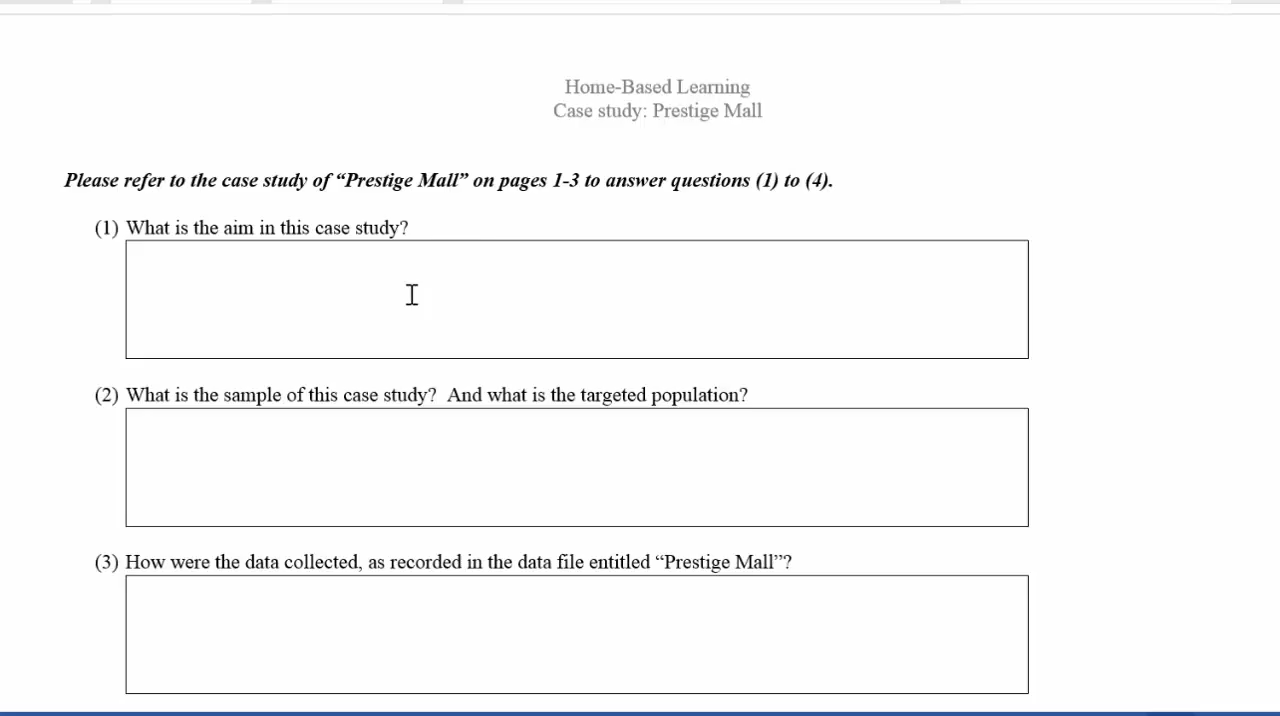 Home-Based Learning
Case study: Prestige Mall
Please refer to the case study of “Prestige Mall” on pages 1-3 to answer questions (1) to (4).
(1) What is the aim in this case study?
(2) What is the sample of this case study? And what is the targeted population?
(3) How were the data collected, as recorded in the data file entitled “Prestige Mall”?